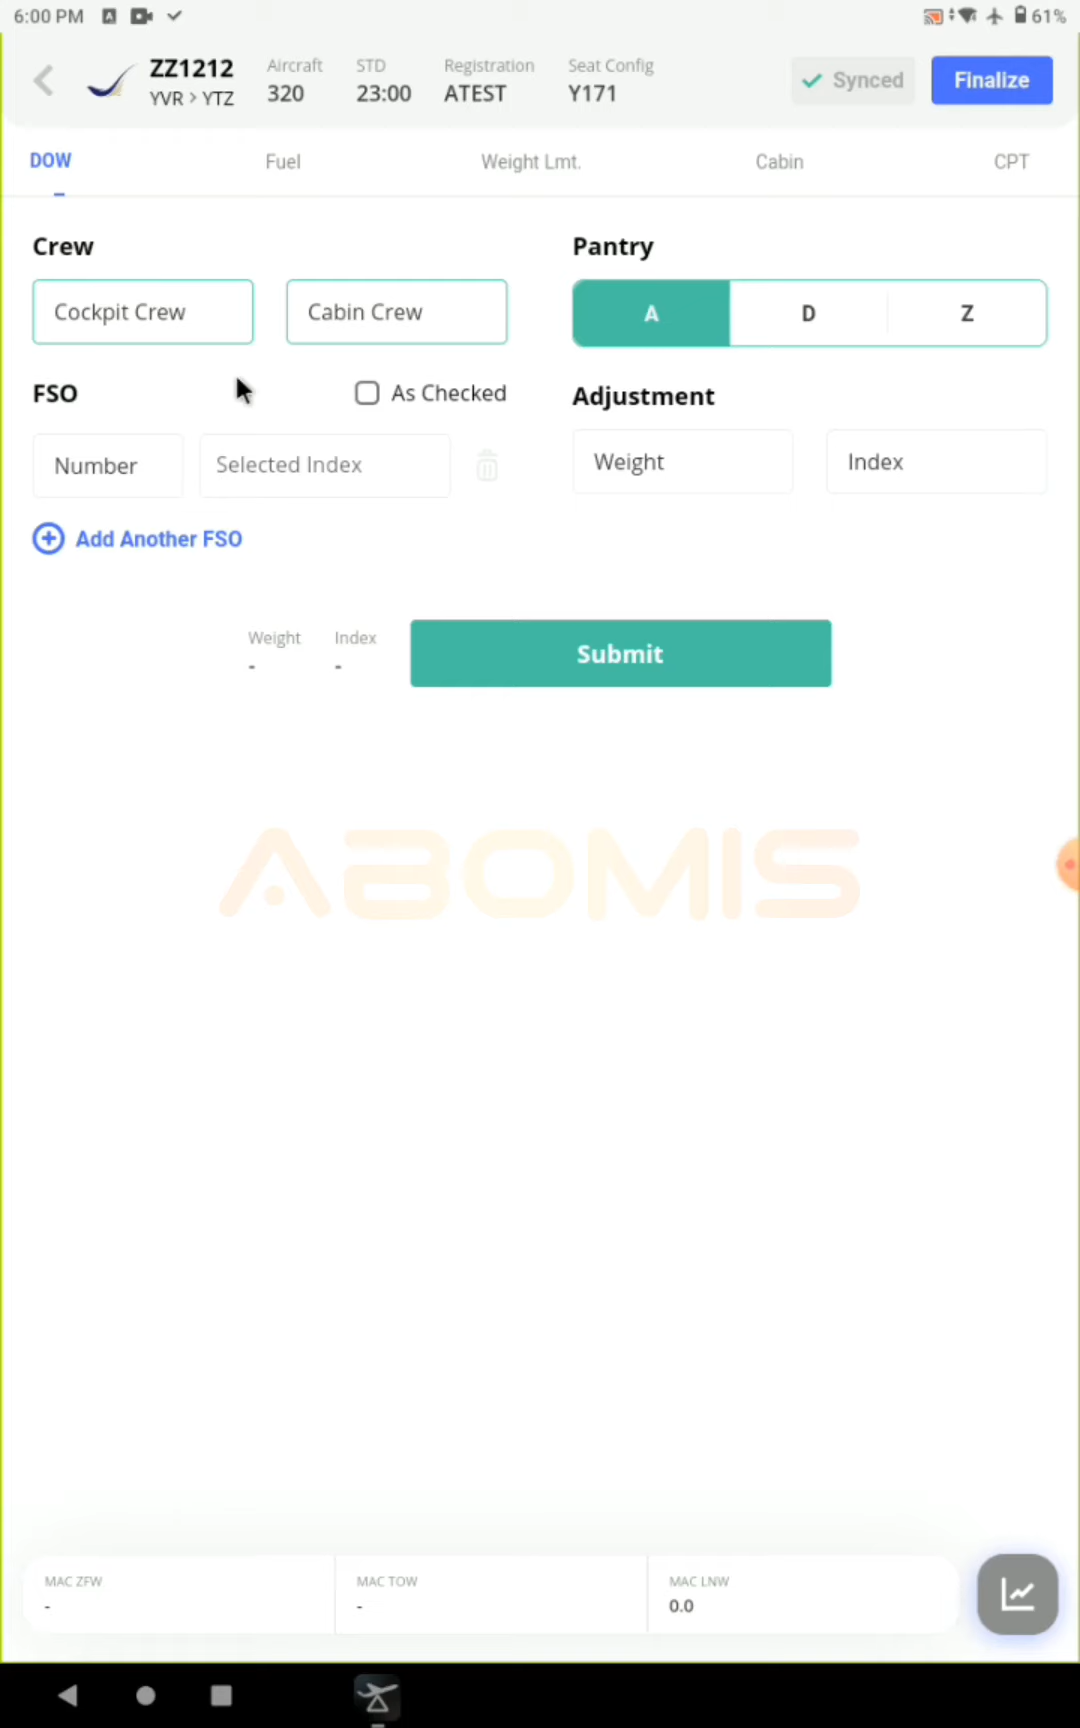 6:00 PM
61%
ZZ1212
YVR > YTZ
Aircraft
320
STD
23:00
Registration
ATEST
Seat Config
Y171
Synced
Finalize
DOW
Fuel
Weight Lmt.
Cabin
CPT
Crew
Pantry
Cockpit Crew
Cabin Crew
A
D
Z
FSO
As Checked
Adjustment
Number
Selected Index
Weight
Index
Add Another FSO
Weight
-
Index
-
Submit
ABOMIS
MAC ZFW
-
MAC TOW
-
MAC LNW
0.0